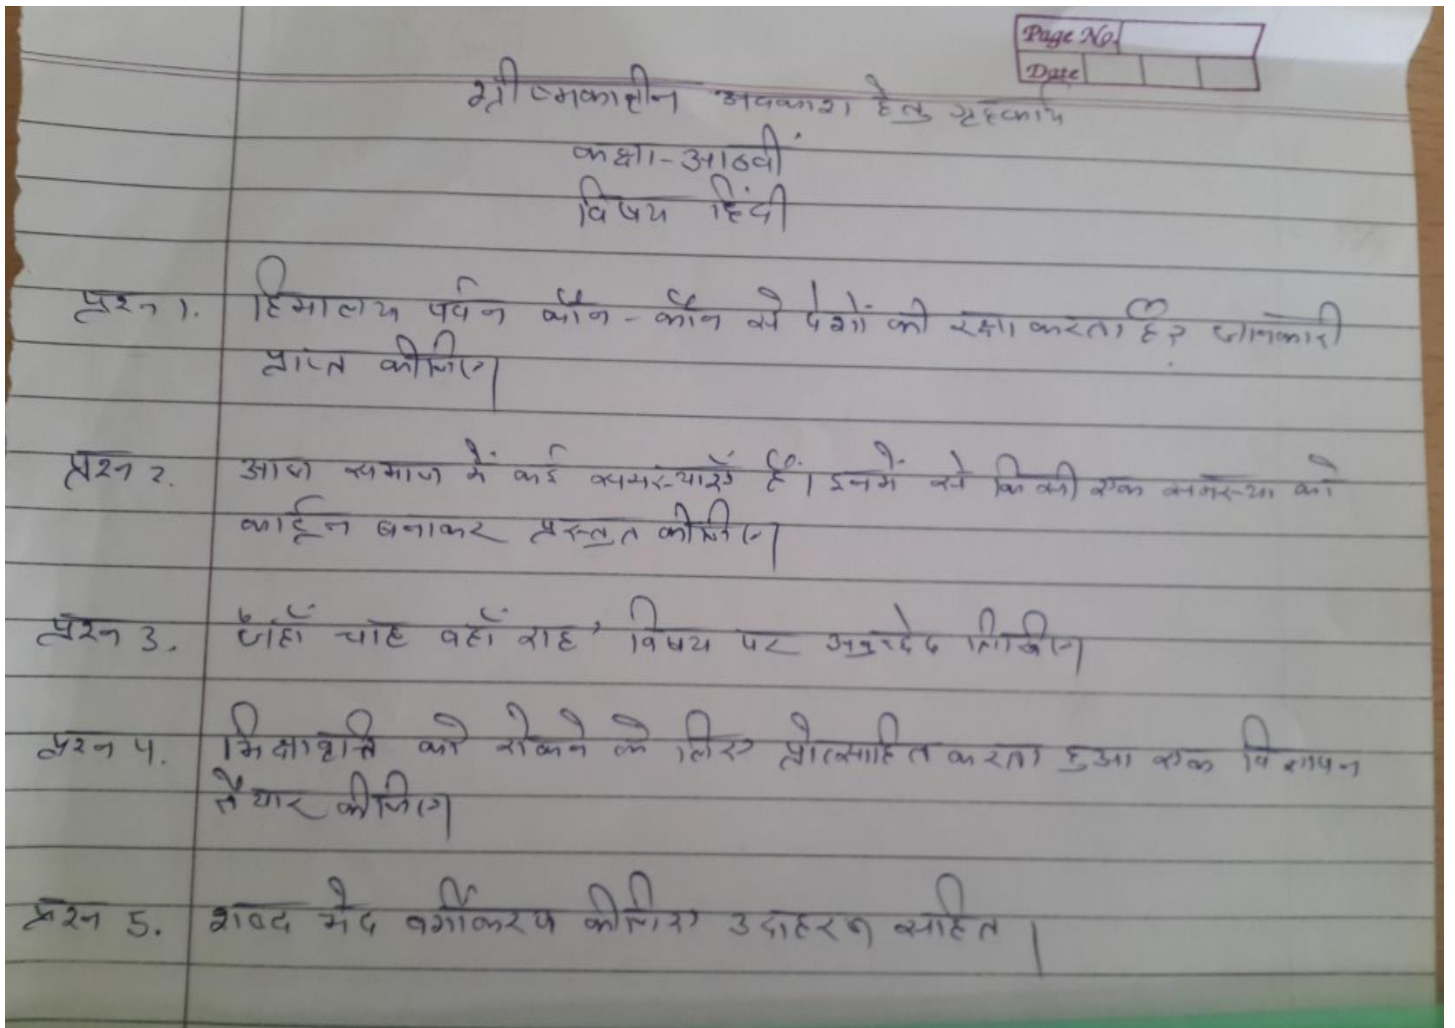 Page No.
Date
ग्रीष्मकालीन अवकाश हेतु गृहकार्य
कक्षा-आठवीं
विषय हिंदी
प्रश्न 1. हिमालय पर्वत कौन-कौन से देशों की रक्षा करता है? जानकारी
प्राप्त कीजिए।
प्रश्न 2. आज समाज में कई समस्याएँ हैं। इनमें से किसी एक समस्या को
कार्टून बनाकर प्रस्तुत कीजिए।
प्रश्न 3. 'जहाँ चाह वहाँ राह' विषय पर अनुच्छेद लिखिए।
प्रश्न 4. भिक्षावृत्ति को रोकने के लिए प्रोत्साहित करता हुआ एक विज्ञापन
तैयार कीजिए।
प्रश्न 5. शब्द भेद वर्गीकरण कीजिए उदाहरण सहित।